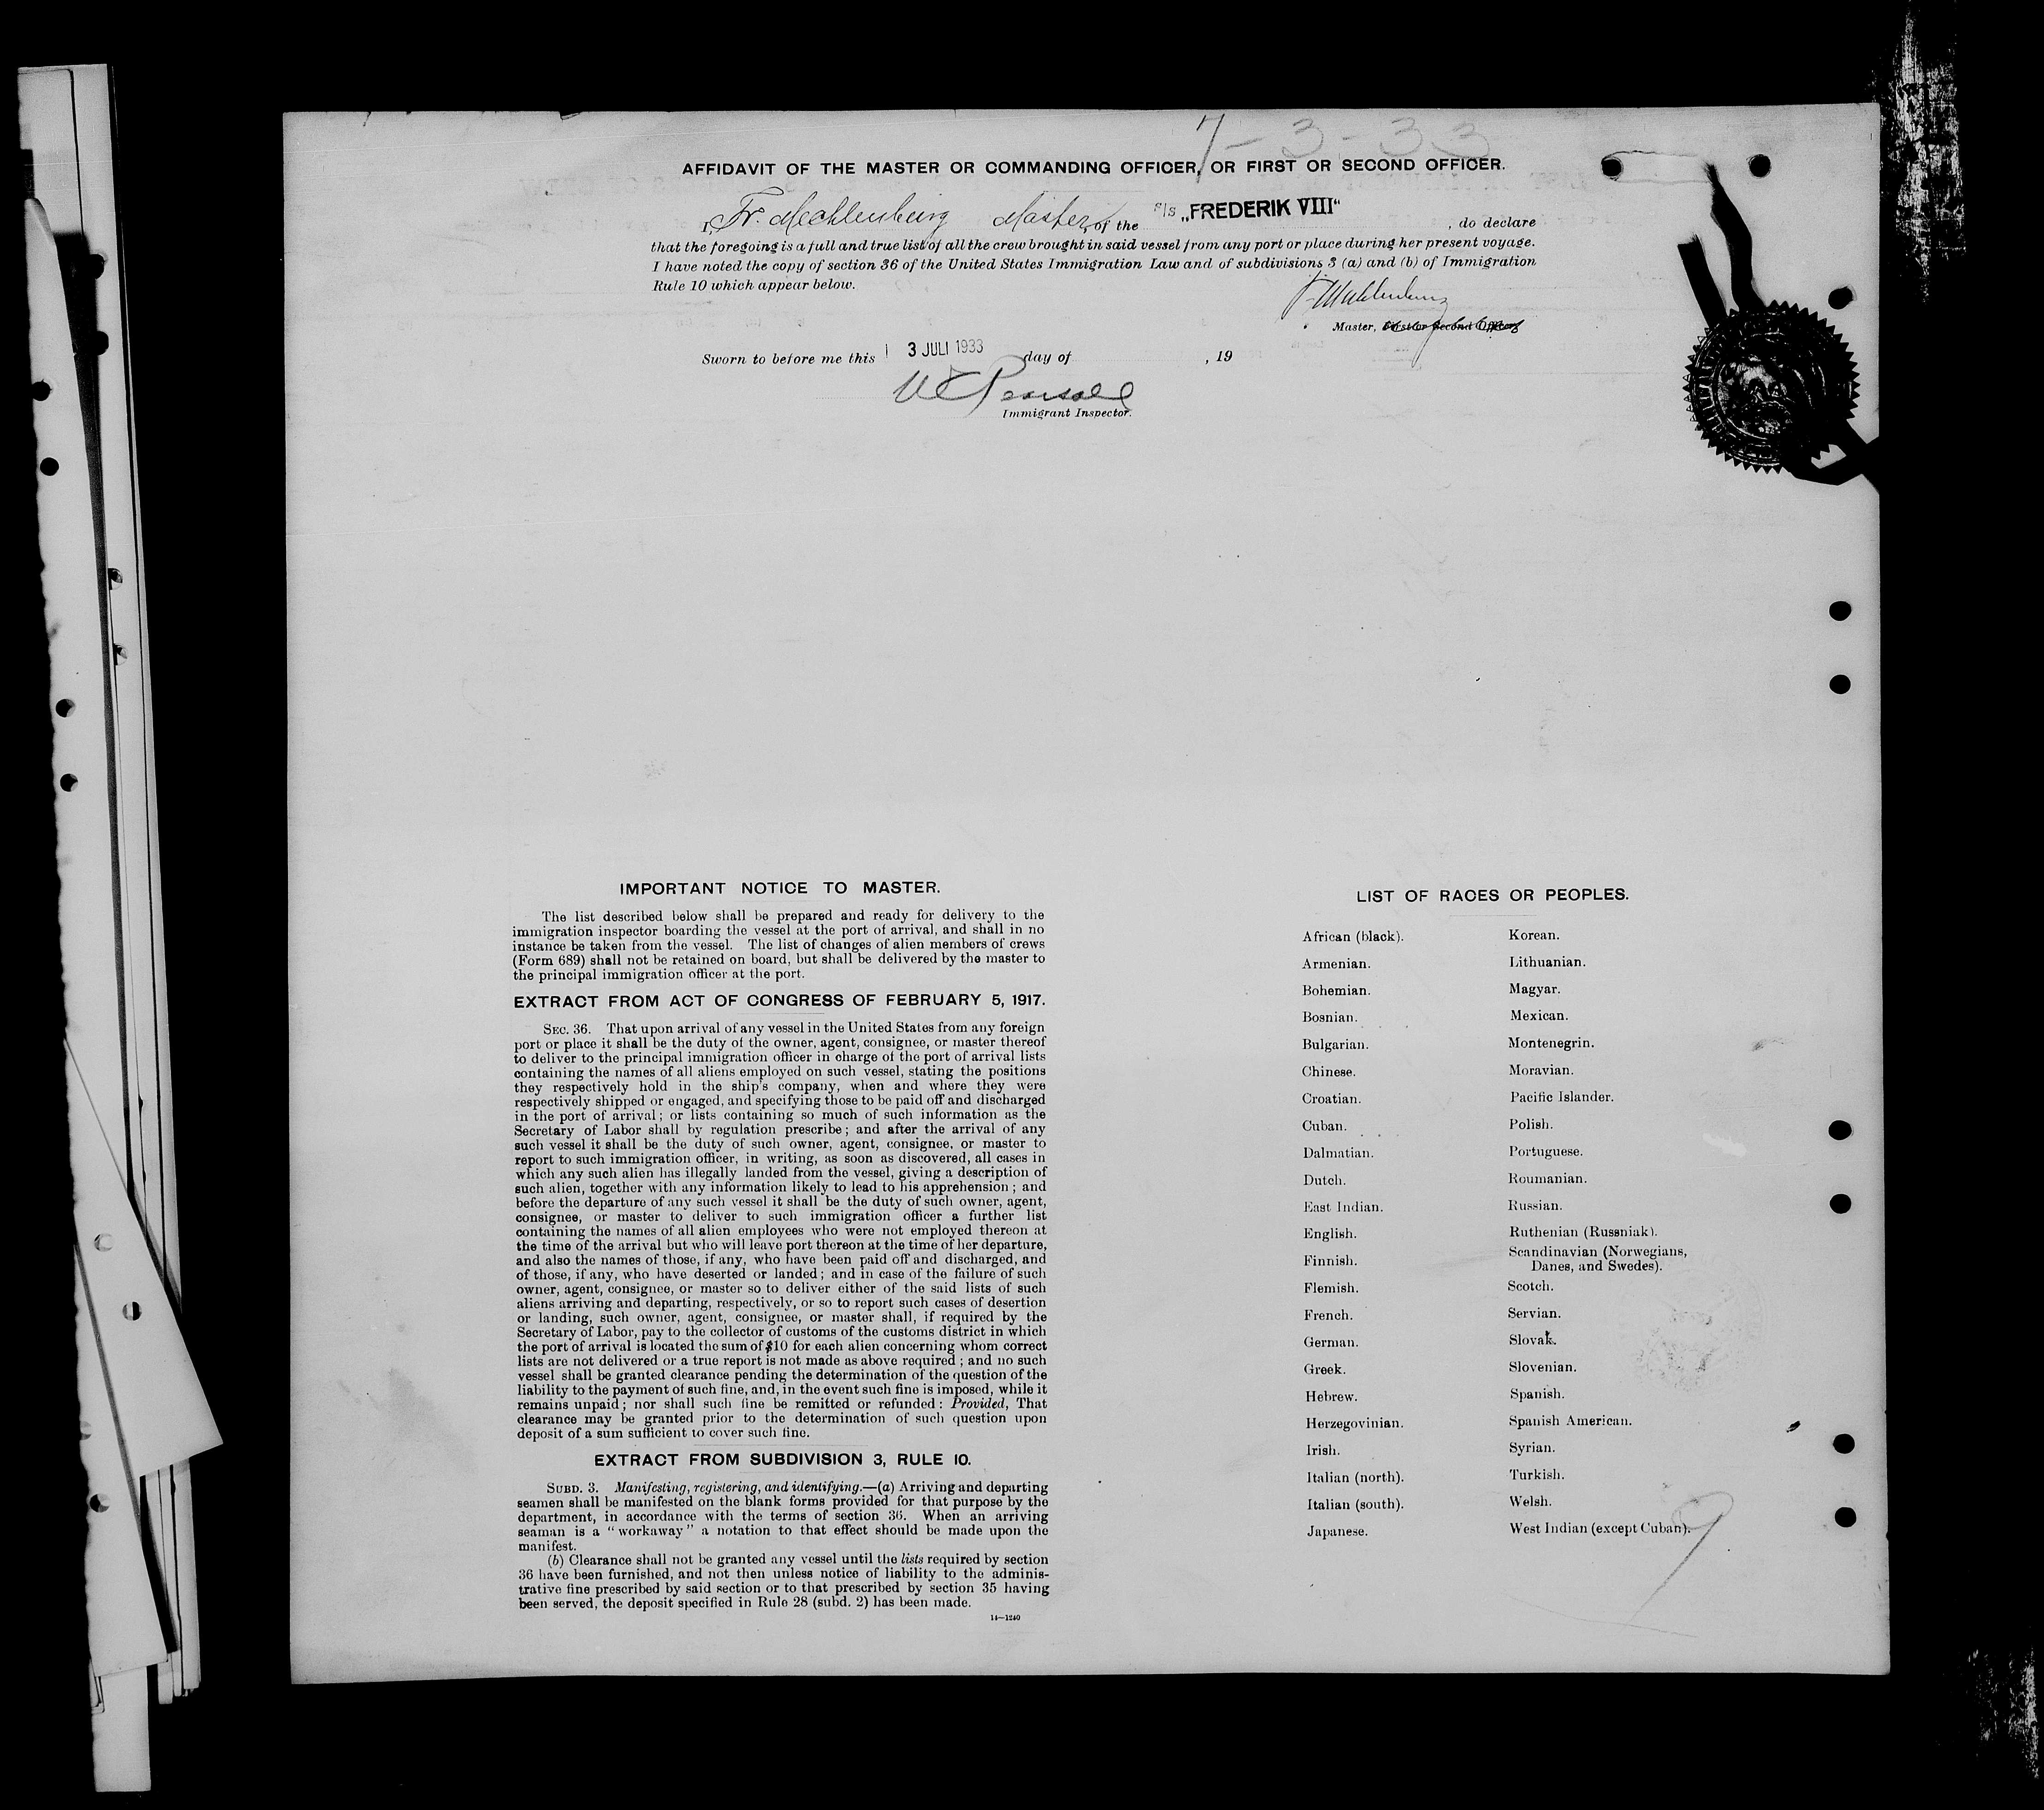 7-3-33
AFFIDAVIT OF THE MASTER OR COMMANDING OFFICER, OR FIRST OR SECOND OFFICER.
I, Fr. Mechlenburg Master, of the S/S „FREDERIK VIII“, do declare
that the foregoing is a full and true list of all the crew brought in said vessel from any port or place during her present voyage.
I have noted the copy of section 36 of the United States Immigration Law and of subdivisions 3 (a) and (b) of Immigration
Rule 10 which appear below.
Fr Mechlenburg
Master, First or Second Officer.
Sworn to before me this 3 JULI 1933 day of , 19
Immigrant Inspector.
IMPORTANT NOTICE TO MASTER.
The list described below shall be prepared and ready for delivery to the
immigration inspector boarding the vessel at the port of arrival, and shall in no
instance be taken from the vessel. The list of changes of alien members of crews
(Form 689) shall not be retained on board, but shall be delivered by the master to
the principal immigration officer at the port.
EXTRACT FROM ACT OF CONGRESS OF FEBRUARY 5, 1917.
SEC. 36. That upon arrival of any vessel in the United States from any foreign
port or place it shall be the duty of the owner, agent, consignee, or master thereof
to deliver to the principal immigration officer in charge of the port of arrival lists
containing the names of all aliens employed on such vessel, stating the positions
they respectively hold in the ship's company, when and where they were
respectively shipped or engaged, and specifying those to be paid off and discharged
in the port of arrival; or lists containing so much of such information as the
Secretary of Labor shall by regulation prescribe; and after the arrival of any
such vessel it shall be the duty of such owner, agent, consignee, or master to
report to such immigration officer, in writing, as soon as discovered, all cases in
which any such alien has illegally landed from the vessel, giving a description of
such alien, together with any information likely to lead to his apprehension; and
before the departure of any such vessel it shall be the duty of such owner, agent,
consignee, or master to deliver to such immigration officer a further list
containing the names of all alien employees who were not employed thereon at
the time of the arrival but who will leave port thereon at the time of her departure,
and also the names of those, if any, who have been paid off and discharged, and
of those, if any, who have deserted or landed; and in case of the failure of such
owner, agent, consignee, or master so to deliver either of the said lists of such
aliens arriving and departing, respectively, or so to report such cases of desertion
or landing, such owner, agent, consignee, or master shall, if required by the
Secretary of Labor, pay to the collector of customs of the customs district in which
the port of arrival is located the sum of $10 for each alien concerning whom correct
lists are not delivered or a true report is not made as above required; and no such
vessel shall be granted clearance pending the determination of the question of the
liability to the payment of such fine, and, in the event such fine is imposed, while it
remains unpaid; nor shall such fine be remitted or refunded: Provided, That
clearance may be granted prior to the determination of such question upon
deposit of a sum sufficient to cover such fine.
EXTRACT FROM SUBDIVISION 3, RULE 10.
SUBD. 3. Manifesting, registering, and identifying.—(a) Arriving and departing
seamen shall be manifested on the blank forms provided for that purpose by the
department, in accordance with the terms of section 36. When an arriving
seaman is a "workaway" a notation to that effect should be made upon the
manifest.
(b) Clearance shall not be granted any vessel until the lists required by section
36 have been furnished, and not then unless notice of liability to the adminis-
trative fine prescribed by said section or to that prescribed by section 35 having
been served, the deposit specified in Rule 28 (subd. 2) has been made.
14—1240
LIST OF RACES OR PEOPLES.
African (black).
Armenian.
Bohemian.
Bosnian.
Bulgarian.
Chinese.
Croatian.
Cuban.
Dalmatian.
Dutch.
East Indian.
English.
Finnish.
Flemish.
French.
German.
Greek.
Hebrew.
Herzegovinian.
Irish.
Italian (north).
Italian (south).
Japanese.
Korean.
Lithuanian.
Magyar.
Mexican.
Montenegrin.
Moravian.
Pacific Islander.
Polish.
Portuguese.
Roumanian.
Russian.
Ruthenian (Russniak).
Scandinavian (Norwegians,
Danes, and Swedes).
Scotch.
Servian.
Slovak.
Slovenian.
Spanish.
Spanish American.
Syrian.
Turkish.
Welsh.
West Indian (except Cuban).
9